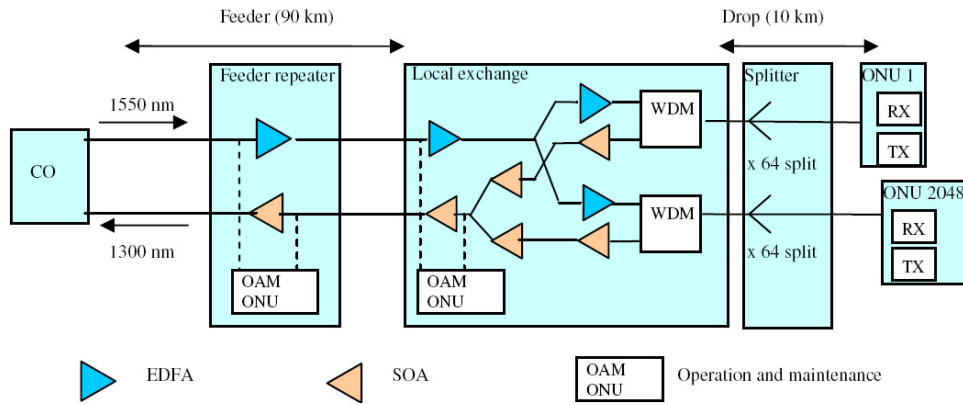 Feeder (90 km)
Drop (10 km)
Feeder repeater
Local exchange
Splitter
ONU 1
1550 nm
WDM
RX
TX
CO
x 64 split
ONU 2048
WDM
RX
TX
1300 nm
x 64 split
OAM
ONU
OAM
ONU
EDFA
SOA
OAM
ONU
Operation and maintenance